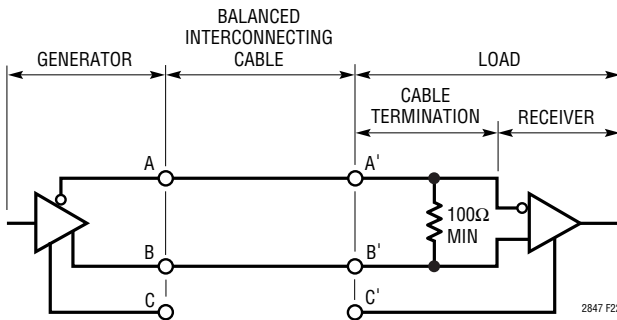 BALANCED
INTERCONNECTING
CABLE
GENERATOR
LOAD
CABLE
TERMINATION
RECEIVER
A
A'
100Ω
MIN
B
B'
C
C'